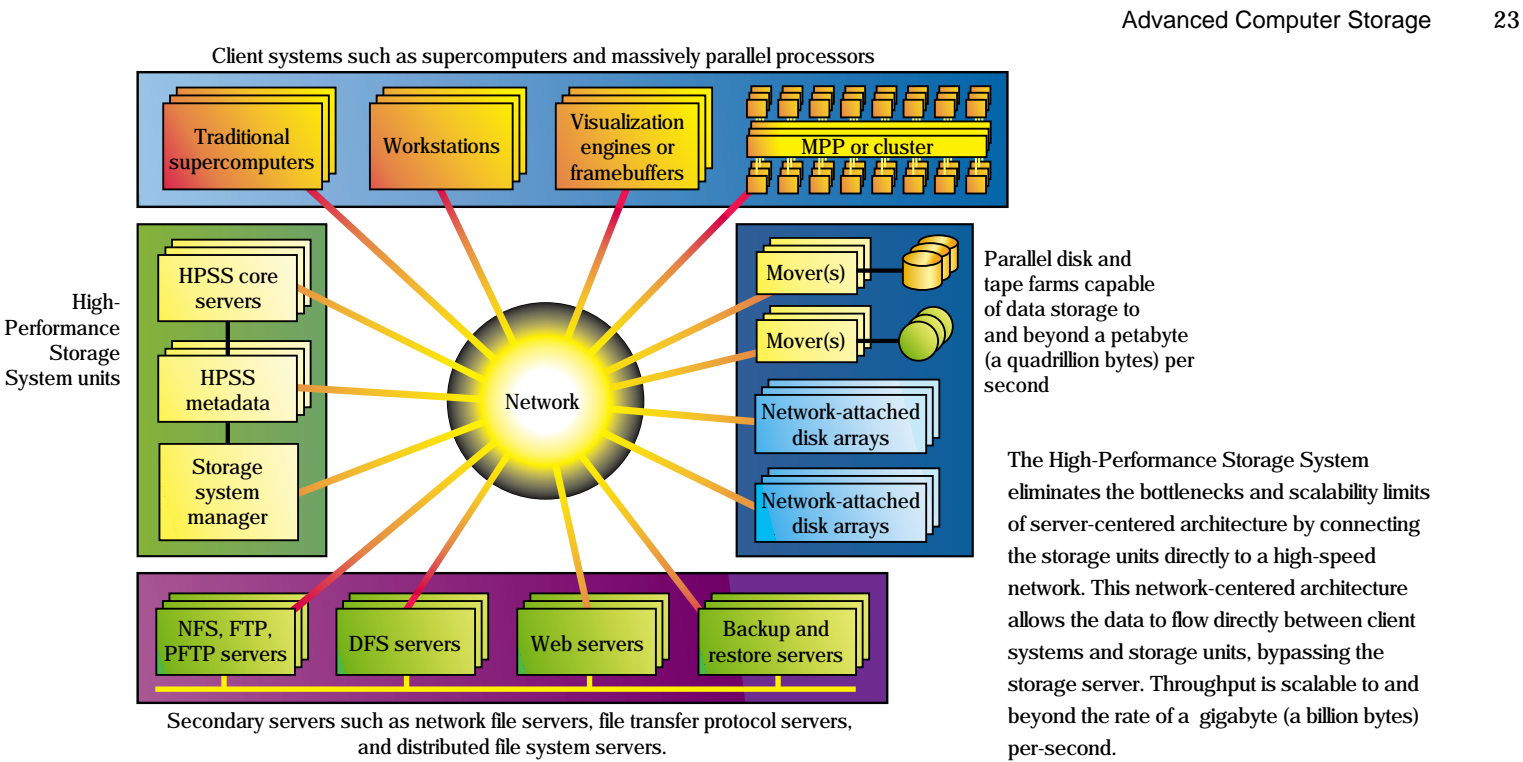 Advanced Computer Storage 23
Client systems such as supercomputers and massively parallel processors
Traditional
supercomputers
Workstations
Visualization
engines or
framebuffers
MPP or cluster
High-
Performance
Storage
System units
HPSS core
servers
HPSS
metadata
Storage
system
manager
Network
Mover(s)
Mover(s)
Network-attached
disk arrays
Network-attached
disk arrays
Parallel disk and
tape farms capable
of data storage to
and beyond a petabyte
(a quadrillion bytes) per
second
NFS, FTP,
PFTP servers
DFS servers
Web servers
Backup and
restore servers
Secondary servers such as network file servers, file transfer protocol servers,
and distributed file system servers.
The High-Performance Storage System
eliminates the bottlenecks and scalability limits
of server-centered architecture by connecting
the storage units directly to a high-speed
network. This network-centered architecture
allows the data to flow directly between client
systems and storage units, bypassing the
storage server. Throughput is scalable to and
beyond the rate of a gigabyte (a billion bytes)
per-second.